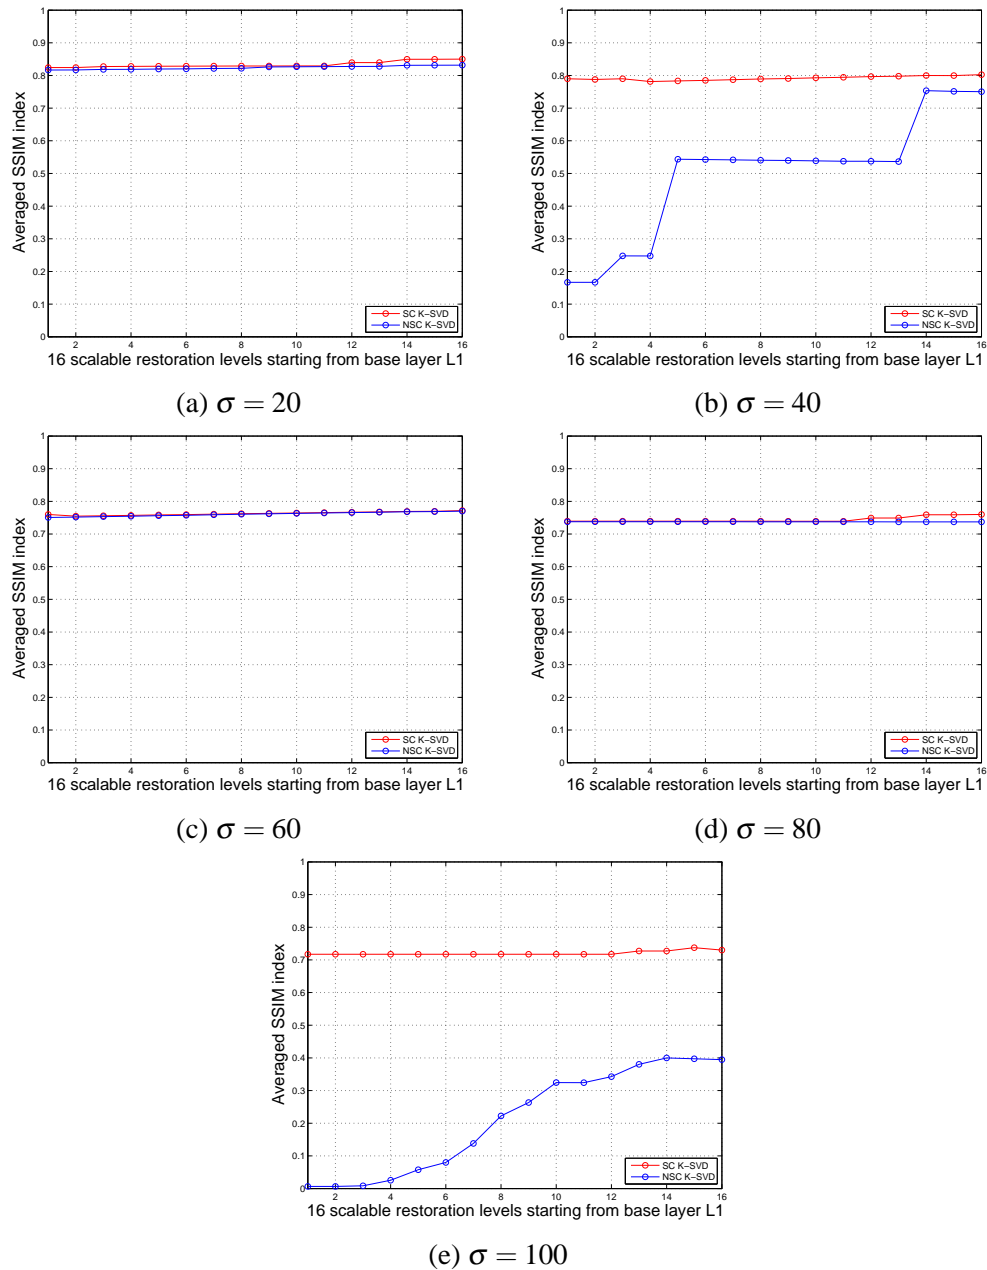 1
0.9
0.8
0.7
0.6
0.5
0.4
0.3
0.2
0.1
0
Averaged SSIM index
SC K−SVD
NSC K−SVD
2 4 6 8 10 12 14 16
16 scalable restoration levels starting from base layer L1
(a) σ = 20
1
0.9
0.8
0.7
0.6
0.5
0.4
0.3
0.2
0.1
0
Averaged SSIM index
SC K−SVD
NSC K−SVD
2 4 6 8 10 12 14 16
16 scalable restoration levels starting from base layer L1
(b) σ = 40
1
0.9
0.8
0.7
0.6
0.5
0.4
0.3
0.2
0.1
0
Averaged SSIM index
SC K−SVD
NSC K−SVD
2 4 6 8 10 12 14 16
16 scalable restoration levels starting from base layer L1
(c) σ = 60
1
0.9
0.8
0.7
0.6
0.5
0.4
0.3
0.2
0.1
0
Averaged SSIM index
SC K−SVD
NSC K−SVD
2 4 6 8 10 12 14 16
16 scalable restoration levels starting from base layer L1
(d) σ = 80
1
0.9
0.8
0.7
0.6
0.5
0.4
0.3
0.2
0.1
0
Averaged SSIM index
SC K−SVD
NSC K−SVD
2 4 6 8 10 12 14 16
16 scalable restoration levels starting from base layer L1
(e) σ = 100